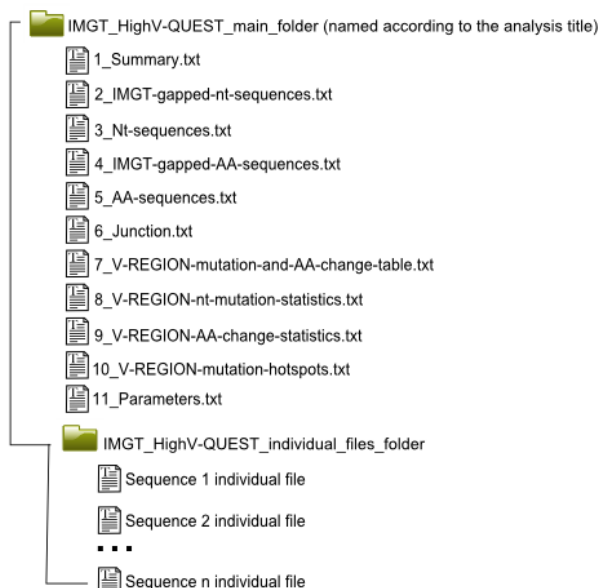 IMGT_HighV-QUEST_main_folder (named according to the analysis title)
1_Summary.txt
2_IMGT-gapped-nt-sequences.txt
3_Nt-sequences.txt
4_IMGT-gapped-AA-sequences.txt
5_AA-sequences.txt
6_Junction.txt
7_V-REGION-mutation-and-AA-change-table.txt
8_V-REGION-nt-mutation-statistics.txt
9_V-REGION-AA-change-statistics.txt
10_V-REGION-mutation-hotspots.txt
11_Parameters.txt
IMGT_HighV-QUEST_individual_files_folder
Sequence 1 individual file
Sequence 2 individual file
...
Sequence n individual file